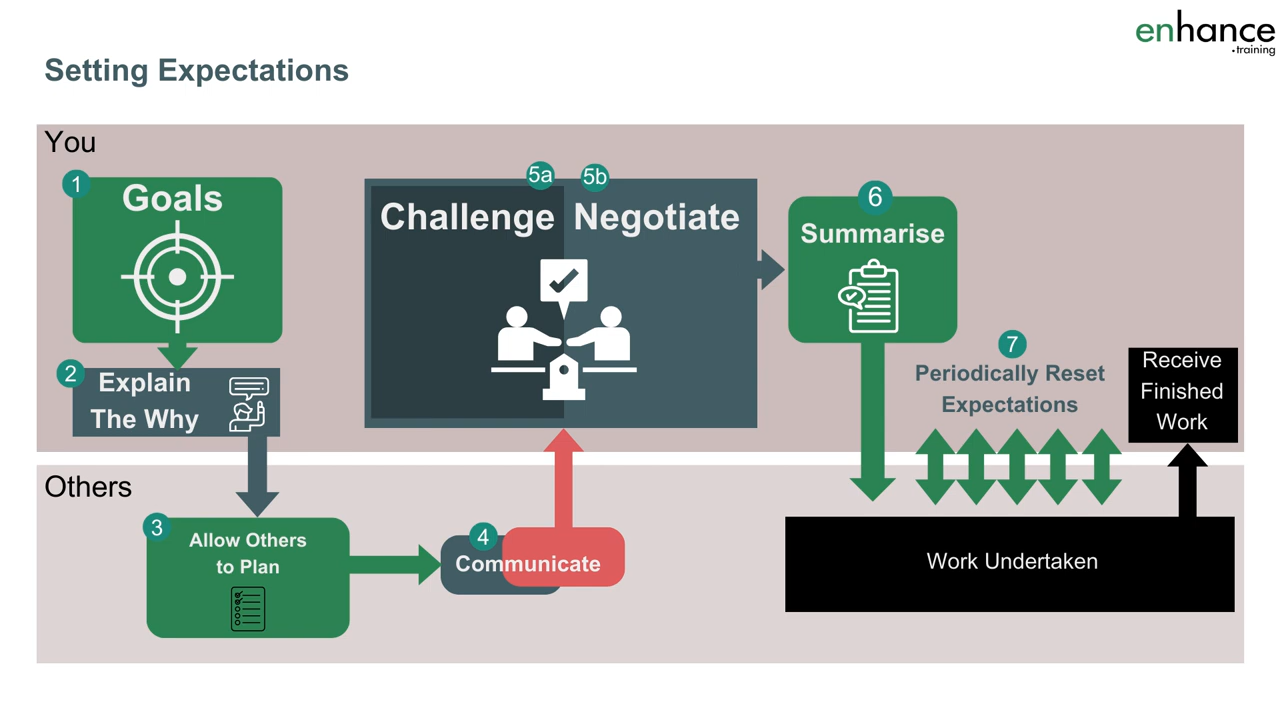 enhance
.training
Setting Expectations
You
1
Goals
2
Explain
The Why
5a
5b
Challenge
Negotiate
6
Summarise
7
Periodically Reset
Expectations
Receive
Finished
Work
Others
3
Allow Others
to Plan
4
Communicate
Work Undertaken